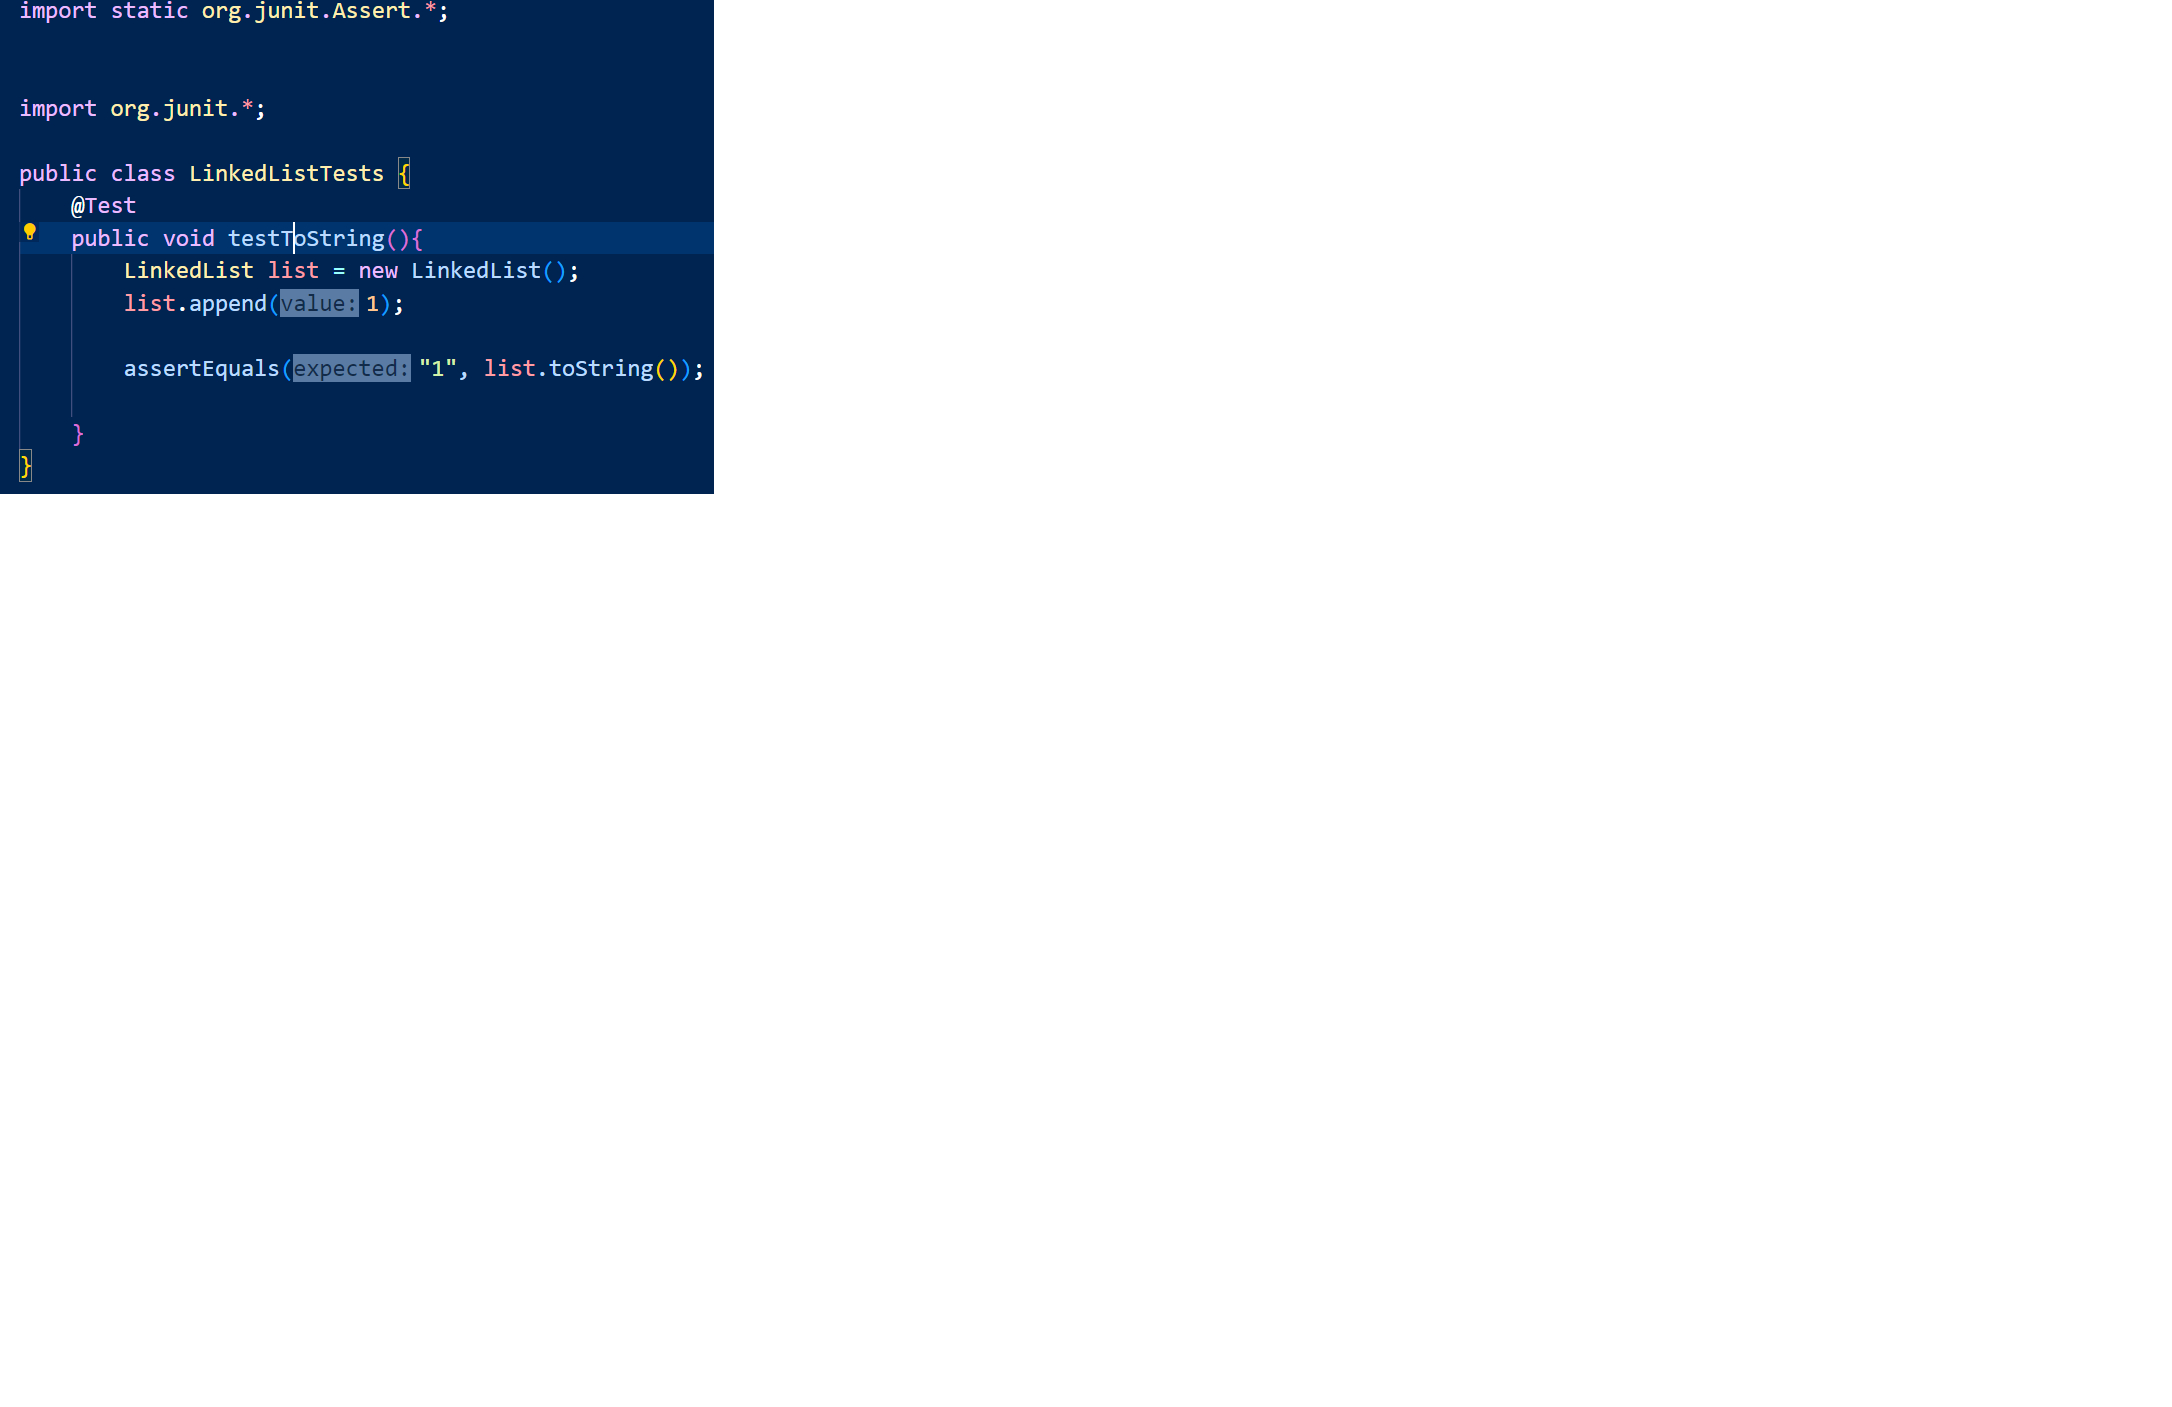 import static org.junit.Assert.*;
import org.junit.*;
public class LinkedListTests {
@Test
public void testToString(){
LinkedList list = new LinkedList();
list.append(value: 1);
assertEquals(expected: "1", list.toString());
}
}